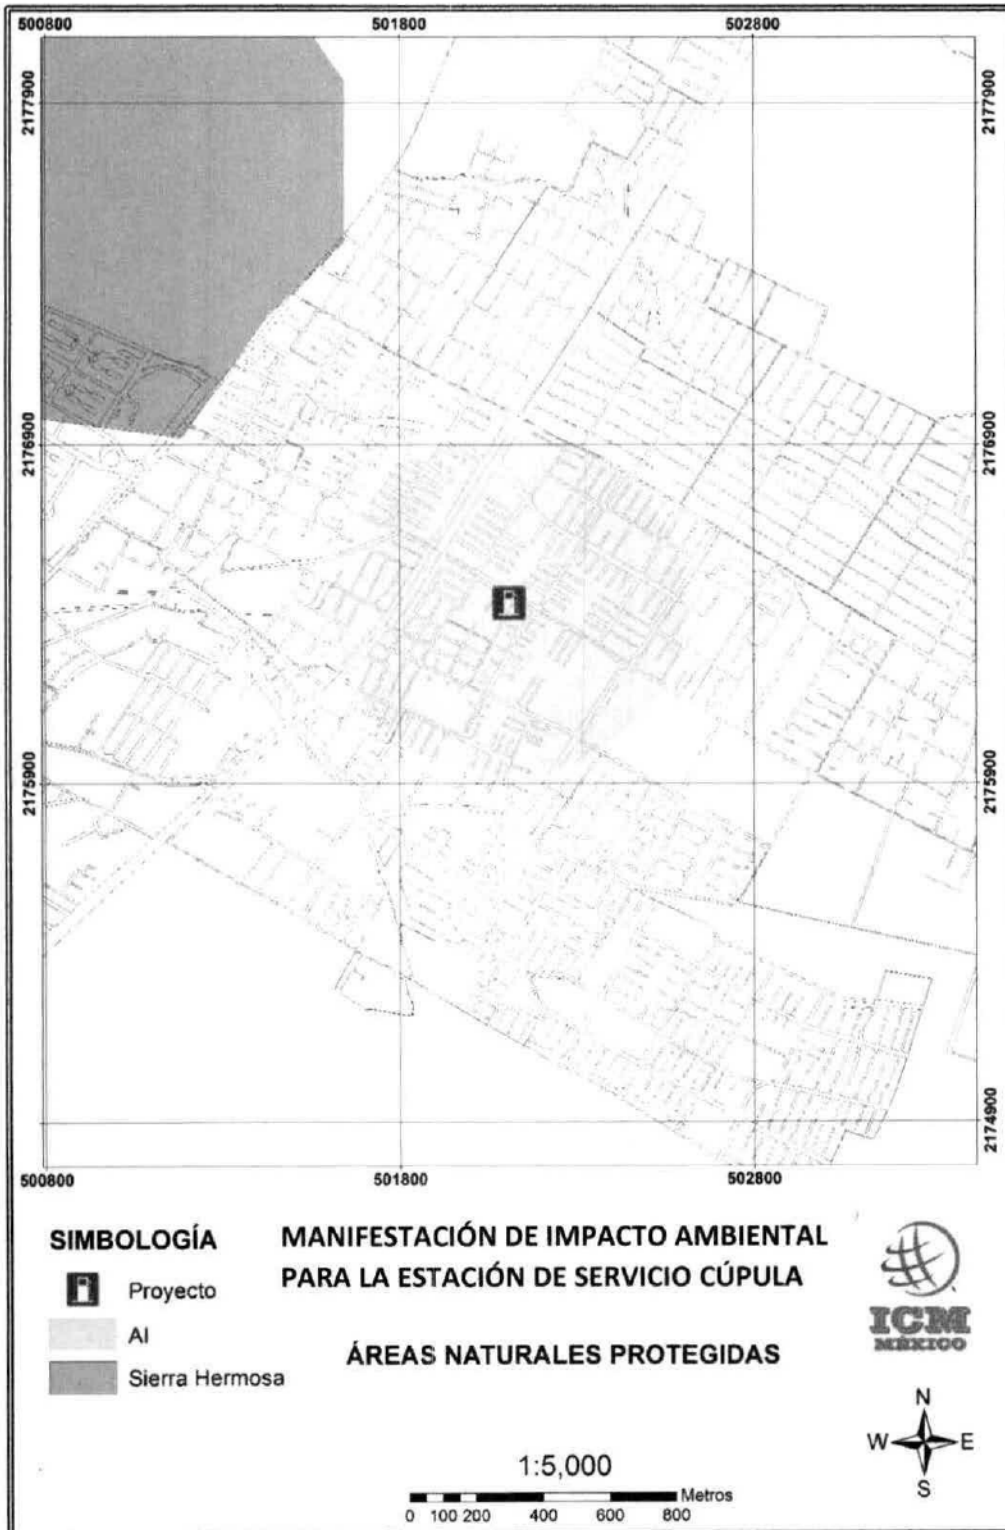 500800 501800 502800
2177900 2177900
2176900 2176900
2175900 2175900
2174900
500800 501800 502800
SIMBOLOGÍA
Proyecto
AI
Sierra Hermosa
MANIFESTACIÓN DE IMPACTO AMBIENTAL
PARA LA ESTACIÓN DE SERVICIO CÚPULA
ÁREAS NATURALES PROTEGIDAS
ICM
MÉXICO
N
W E
S
1:5,000
Metros
0 100 200 400 600 800